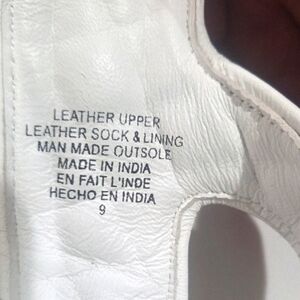 LEATHER UPPER
LEATHER SOCK & LINING
MAN MADE OUTSOLE
MADE IN INDIA
EN FAIT L'INDE
HECHO EN INDIA
9